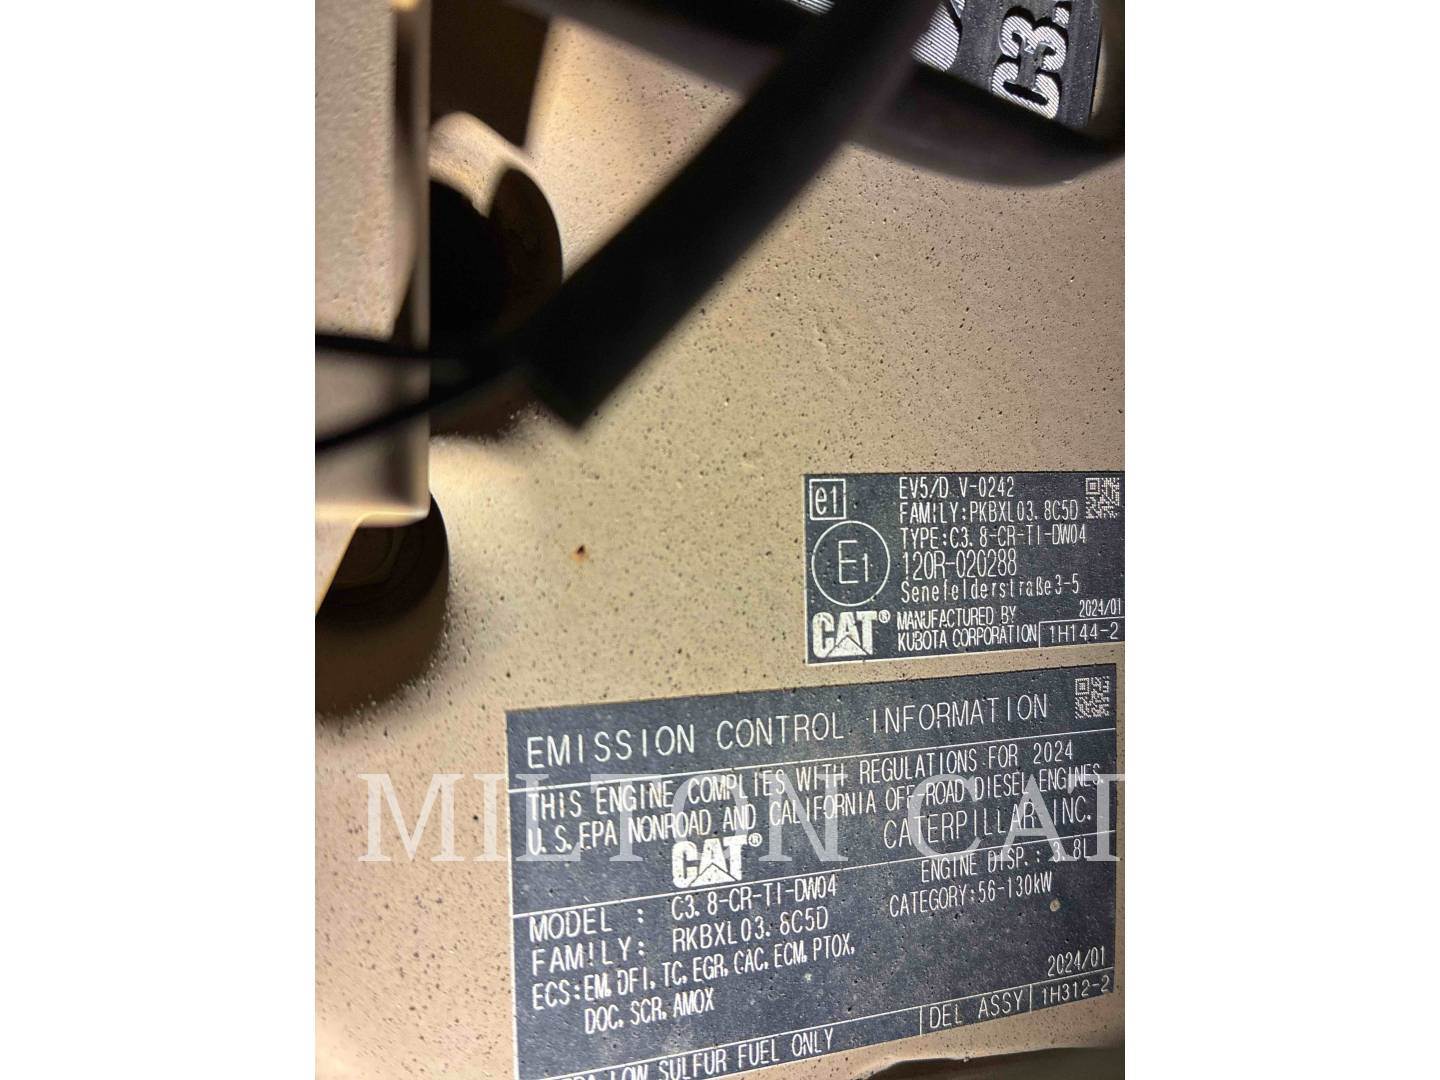 C3.
e1
EV5/D V-0242
FAMILY:PKBXL03.8C5D
TYPE:C3.8-CR-TI-DW04
E1
120R-020288
Senefelderstraße3-5
CAT®
MANUFACTURED BY
KUBOTA CORPORATION
2024/01
1H144-2
EMISSION CONTROL INFORMATION
THIS ENGINE COMPLIES WITH REGULATIONS FOR 2024
U.S.EPA NONROAD AND CALIFORNIA OFF-ROAD DIESEL ENGINES.
CAT®
CATERPILLAR INC.
MODEL : C3.8-CR-TI-DW04
ENGINE DISP.: 3.8L
FAMILY: RKBXL03.8C5D
CATEGORY:56-130kW
ECS:EM,DFI,TC,EGR,CAC,ECM,PTOX,
DOC,SCR,AMOX
2024/01
DEL ASSY 1H312-2
LOW SULFUR FUEL ONLY
MILTON CAT